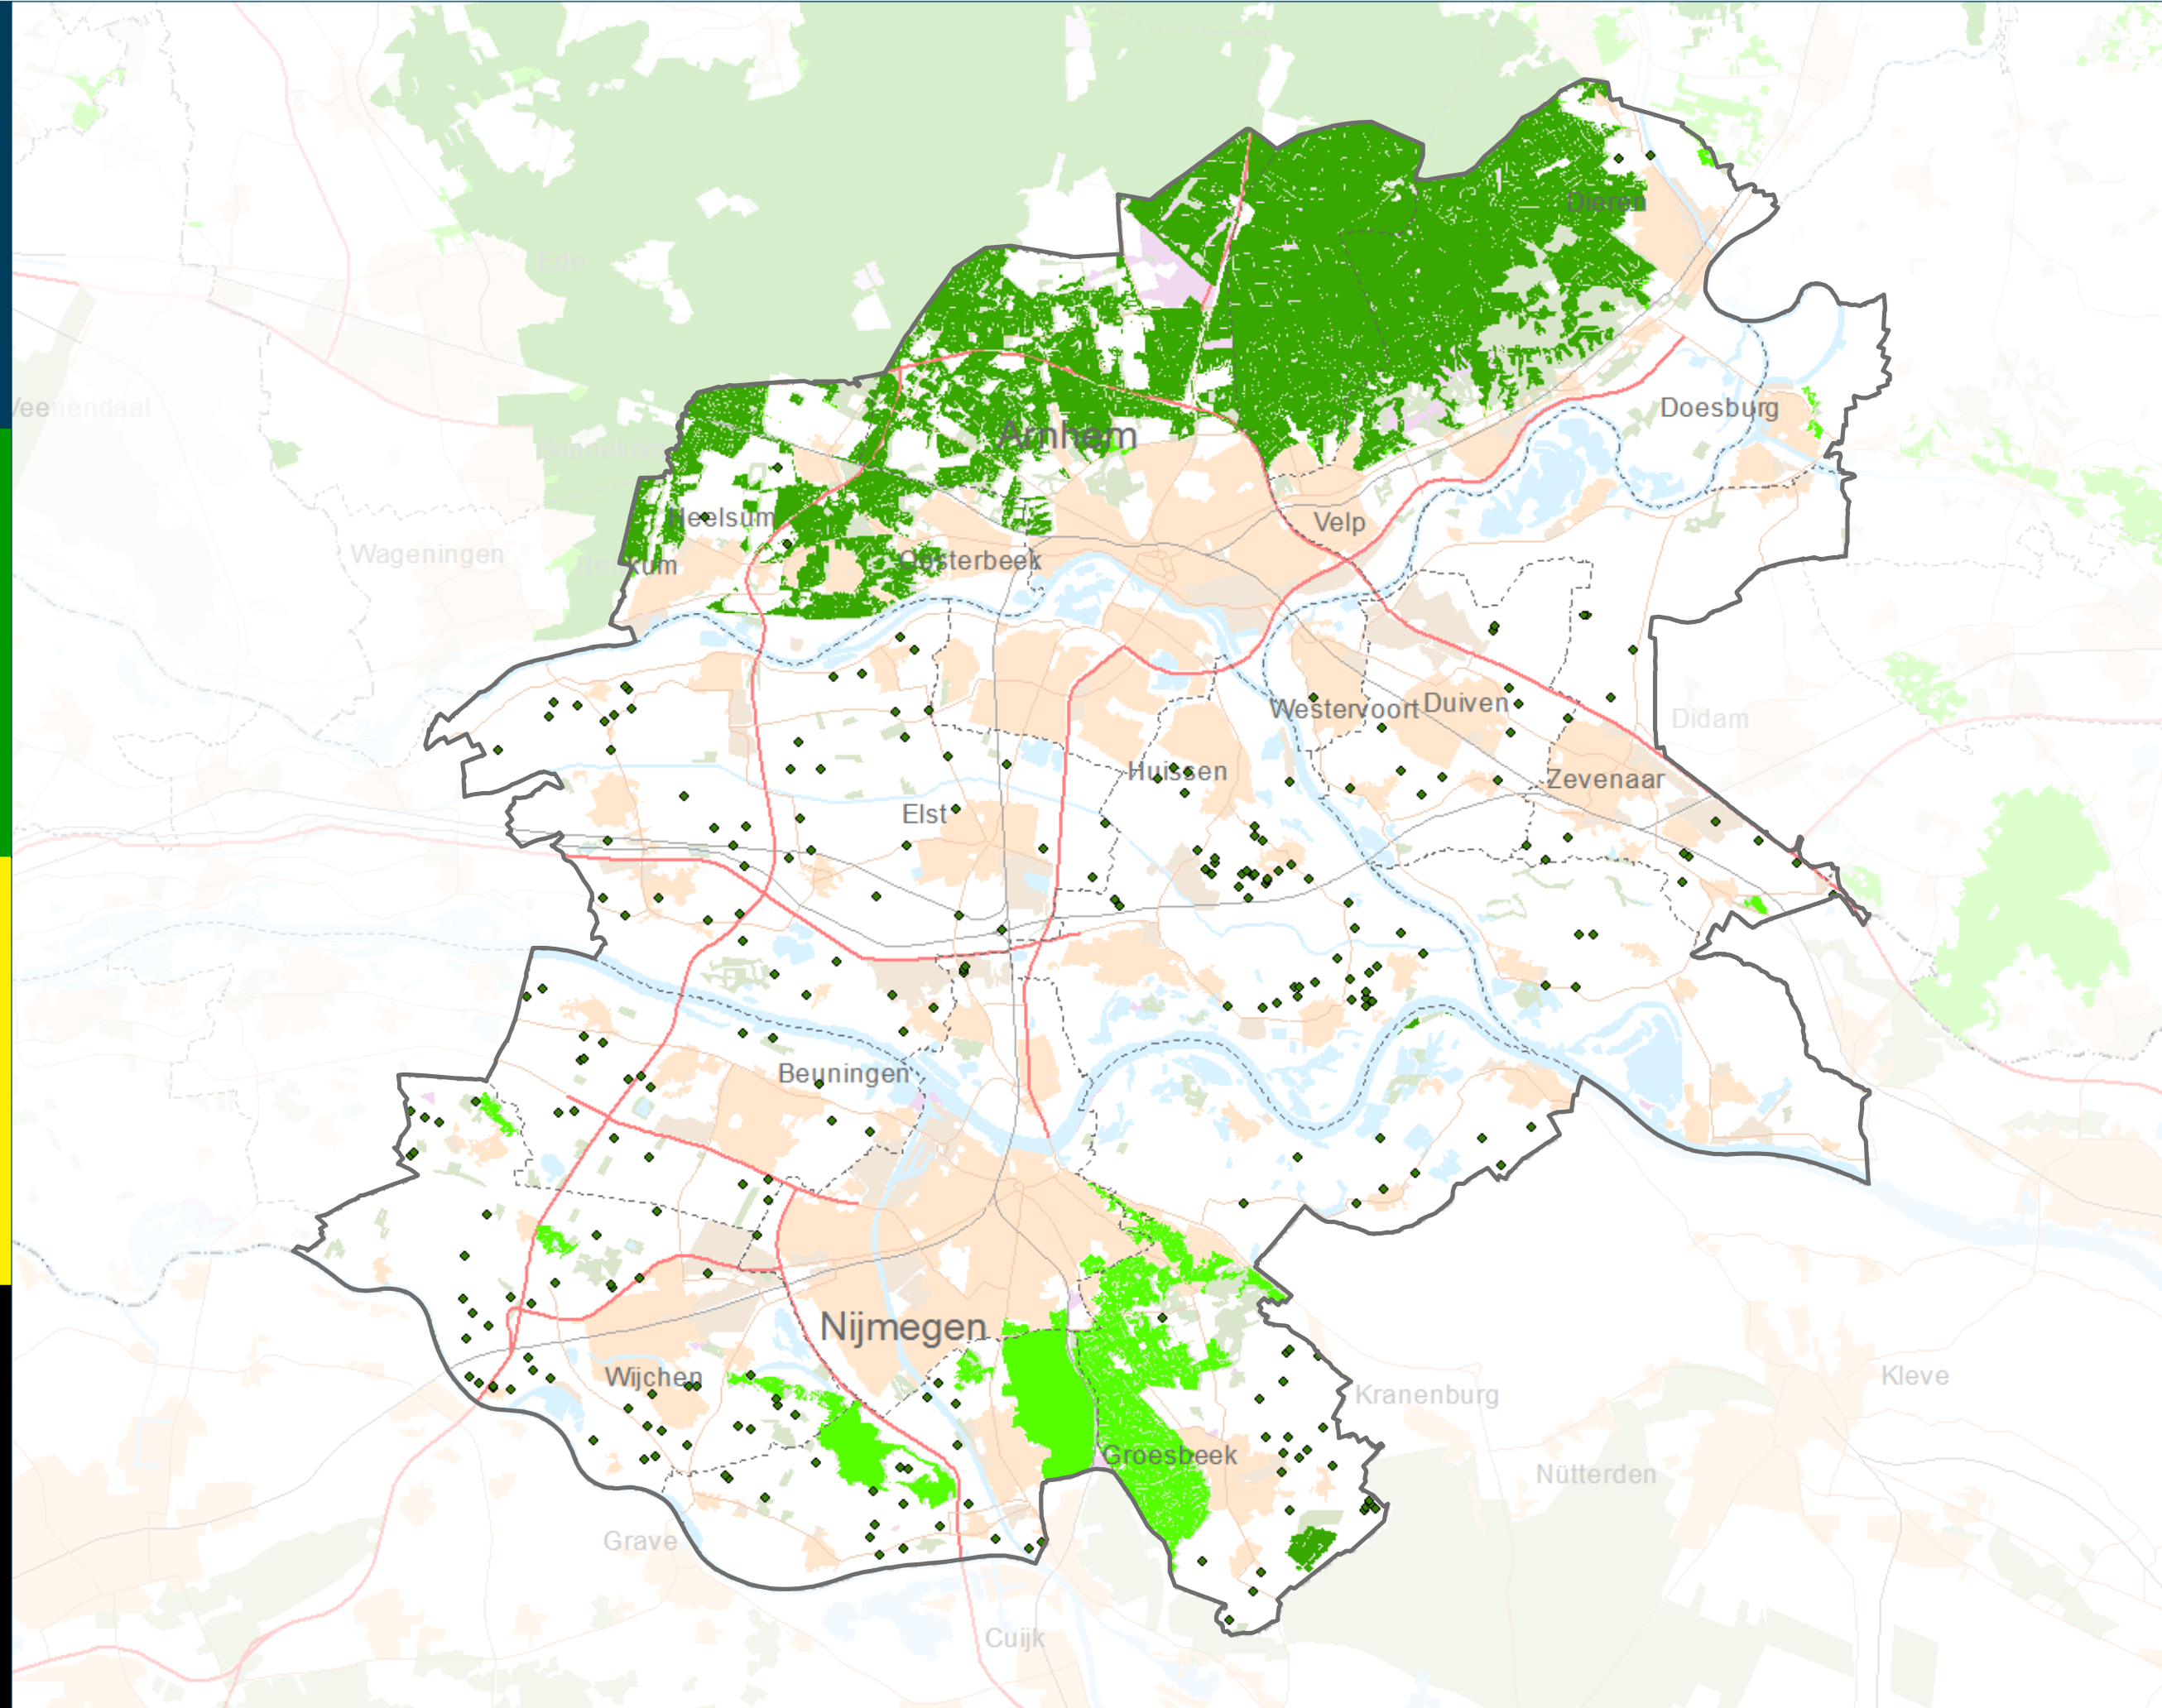 Dieren
Ede
Veenendaal
Doesburg
Arnhem
Heelsum
Velp
Wageningen
Oosterbeek
Renkum
Westervoort
Duiven
Didam
Huissen
Zevenaar
Elst
Beuningen
Nijmegen
Wijchen
Kleve
Kranenburg
Groesbeek
Nütterden
Grave
Cuijk